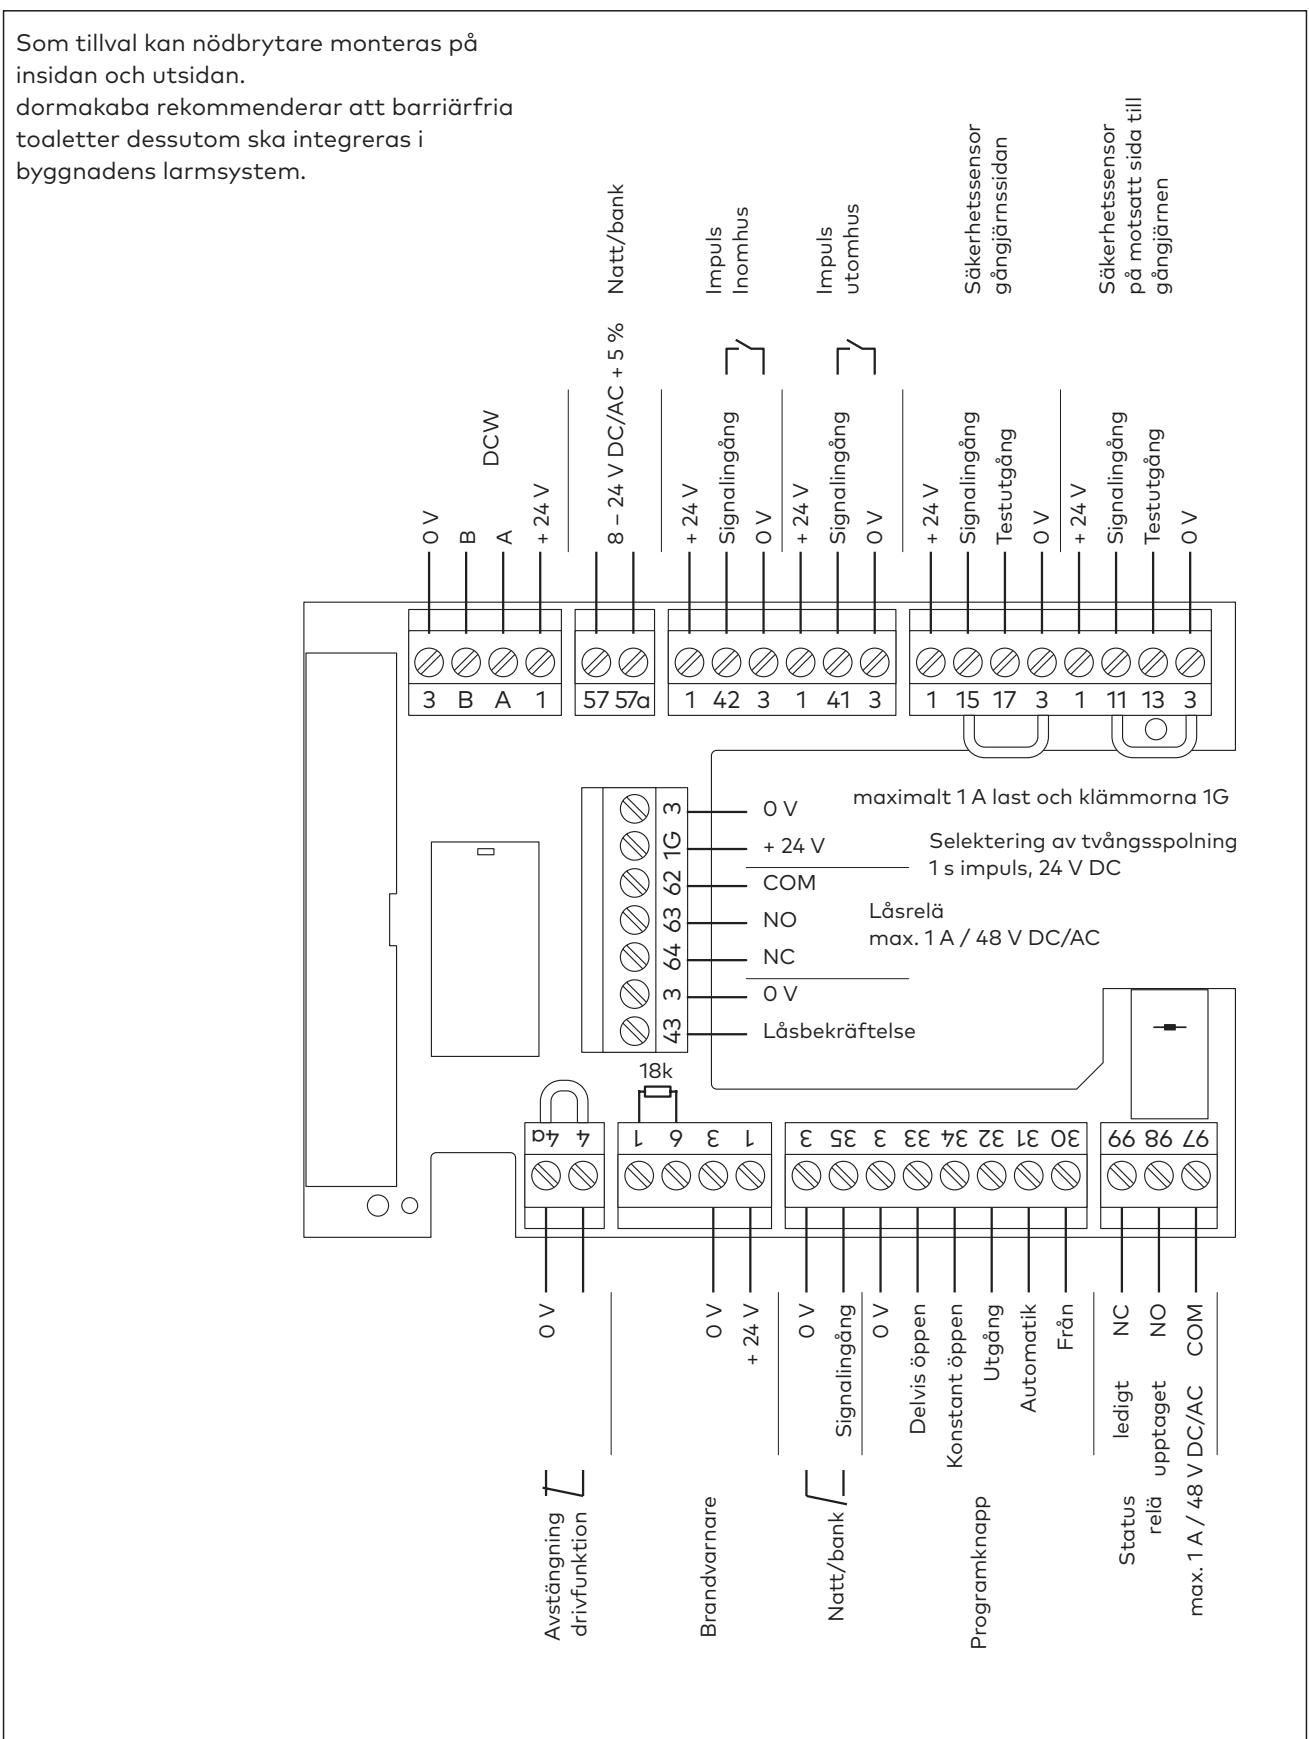 Som tillval kan nödbrytare monteras på
insidan och utsidan.
dormakaba rekommenderar att barriärfria
toaletter dessutom ska integreras i
byggnadens larmsystem.
Natt/bank
Impuls
Inomhus
Impuls
utomhus
Säkerhetssensor
gångjärnssidan
Säkerhetssensor
på motsatt sida till
gångjärnen
DCW
0 V
B
A
+ 24 V
8 – 24 V DC/AC + 5 %
+ 24 V
Signalingång
0 V
+ 24 V
Signalingång
0 V
+ 24 V
Signalingång
Testutgång
0 V
+ 24 V
Signalingång
Testutgång
0 V
3 B A 1
57 57a
1 42 3 1 41 3
1 15 17 3 1 11 13 3
3 0 V
1G + 24 V
62 COM
63 NO
64 NC
3 0 V
43 Låsbekräftelse
maximalt 1 A last och klämmorna 1G
Selektering av tvångsspolning
1 s impuls, 24 V DC
Låsrelä
max. 1 A / 48 V DC/AC
18k
4a 4
1 6 3 1
3 35 3 33 34 32 31 30
99 98 97
0 V
0 V
+ 24 V
0 V
Signalingång
0 V
Delvis öppen
Konstant öppen
Utgång
Automatik
Från
NC
NO
COM
ledigt
upptaget
Avstängning
drivfunktion
Brandvarnare
Natt/bank
Programknapp
Status
relä
max. 1 A / 48 V DC/AC